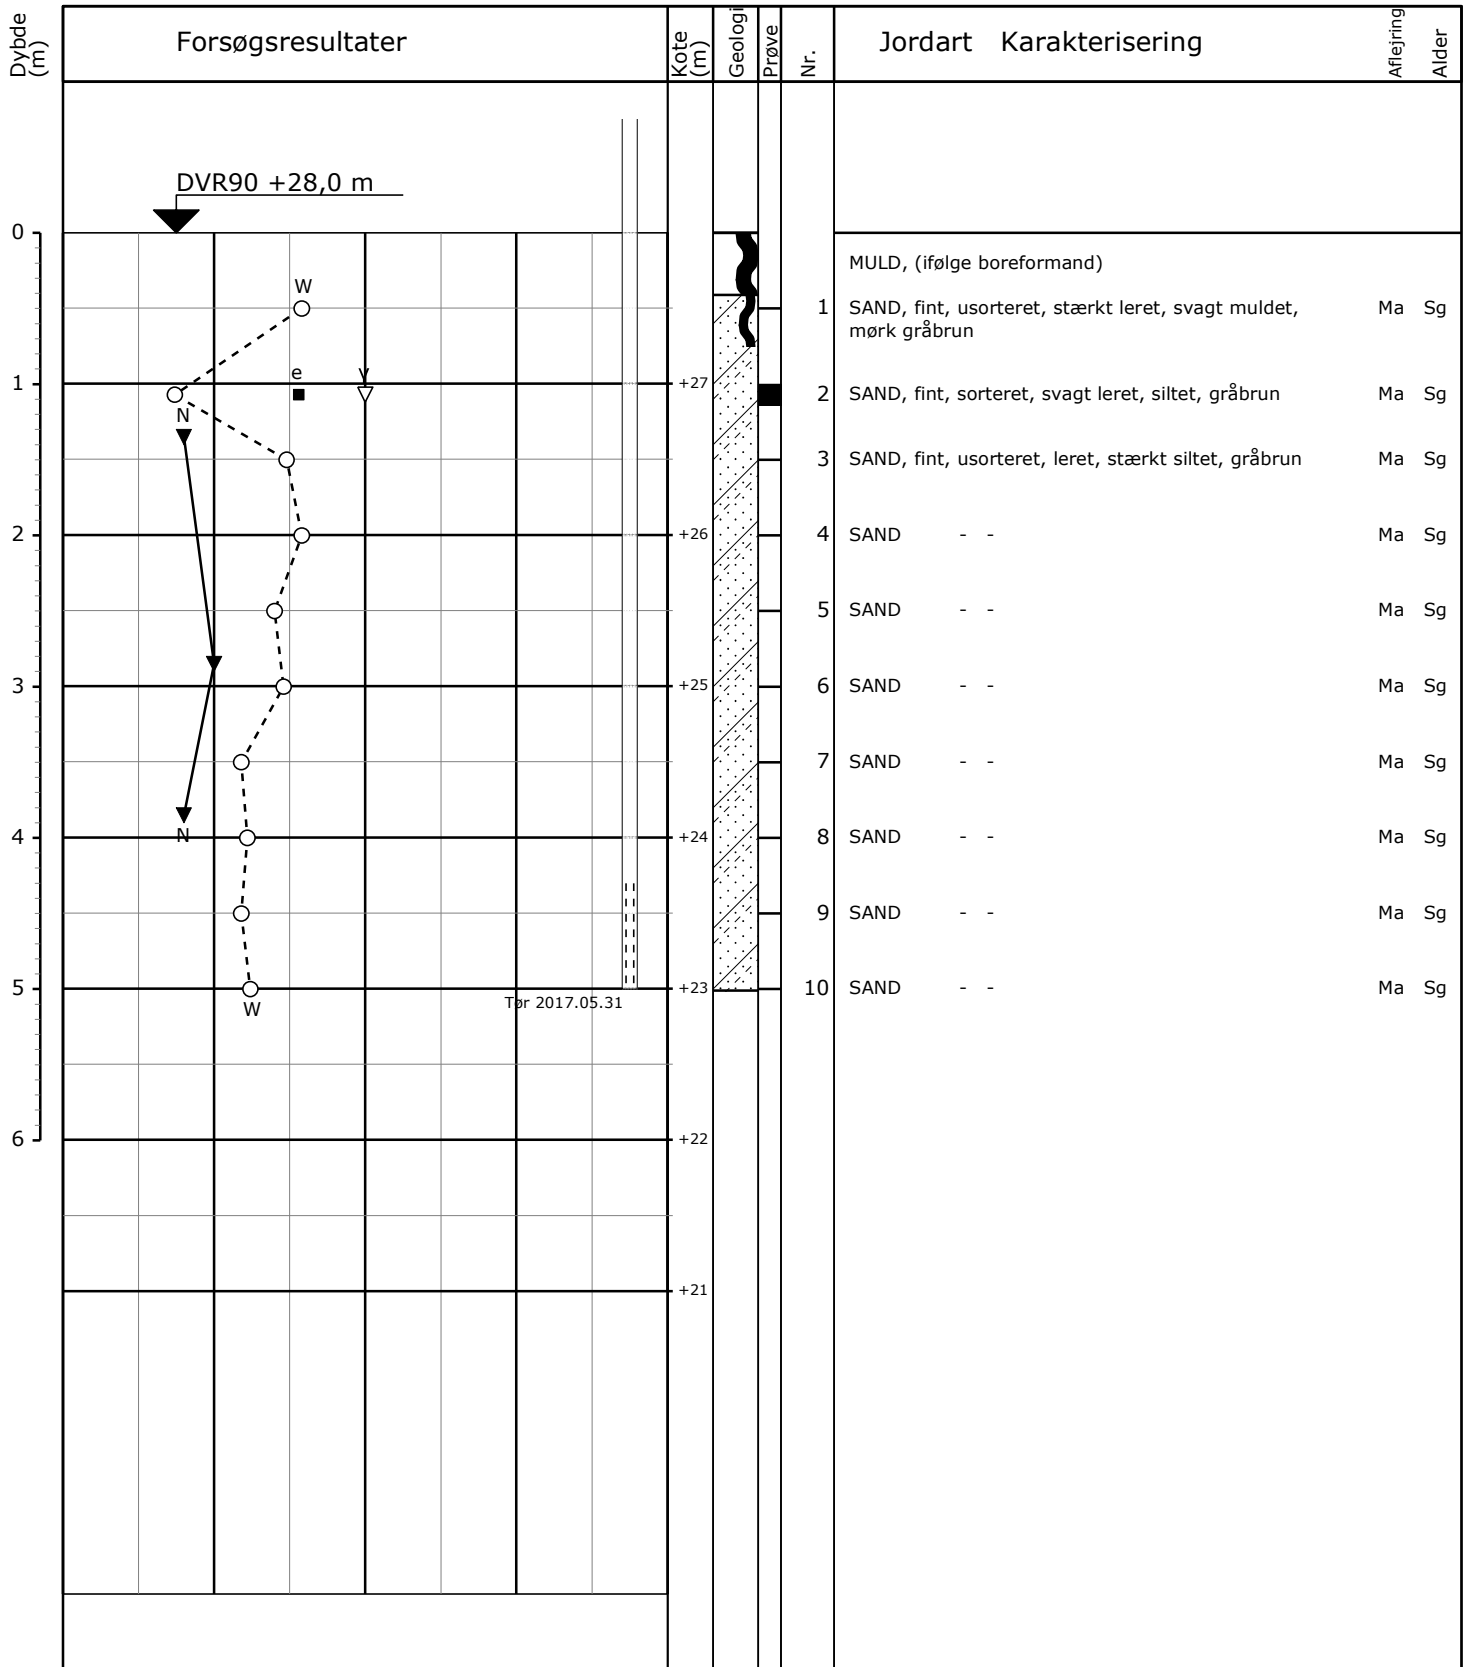 Dybde (m)
Forsøgsresultater
Kote (m)
Geologi
Prøve
Nr.
Jordart Karakterisering
Aflejring
Alder
DVR90 +28,0 m
0
MULD, (ifølge boreformand)
W
1 SAND, fint, usorteret, stærkt leret, svagt muldet, Ma Sg
mørk gråbrun
e v
1 +27
2 SAND, fint, sorteret, svagt leret, siltet, gråbrun Ma Sg
N
3 SAND, fint, usorteret, leret, stærkt siltet, gråbrun Ma Sg
2 +26 4 SAND - - Ma Sg
5 SAND - - Ma Sg
3 +25 6 SAND - - Ma Sg
7 SAND - - Ma Sg
N
4 +24 8 SAND - - Ma Sg
9 SAND - - Ma Sg
5 +23 10 SAND - - Ma Sg
Tør 2017.05.31
W
6 +22
+21